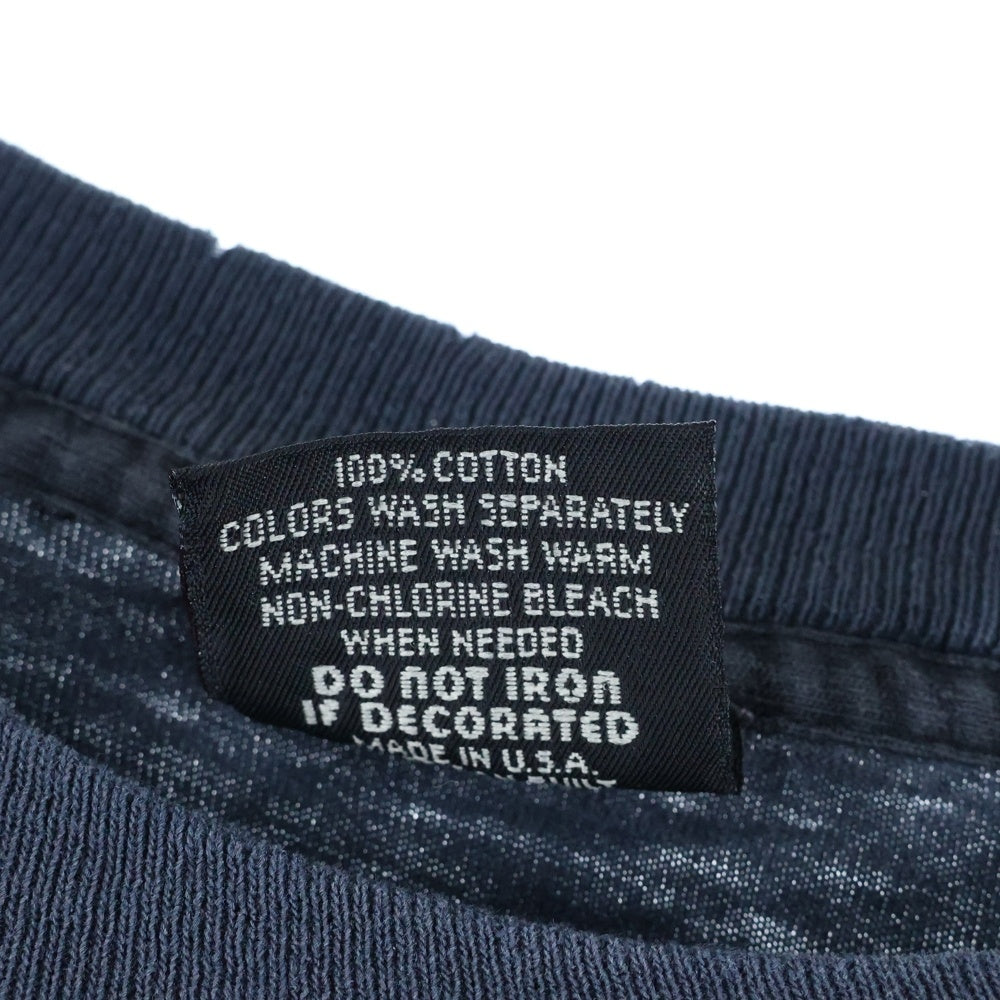 100% COTTON
COLORS WASH SEPARATELY
MACHINE WASH WARM
NON-CHLORINE BLEACH
WHEN NEEDED
DO NOT IRON
IF DECORATED
MADE IN U.S.A.